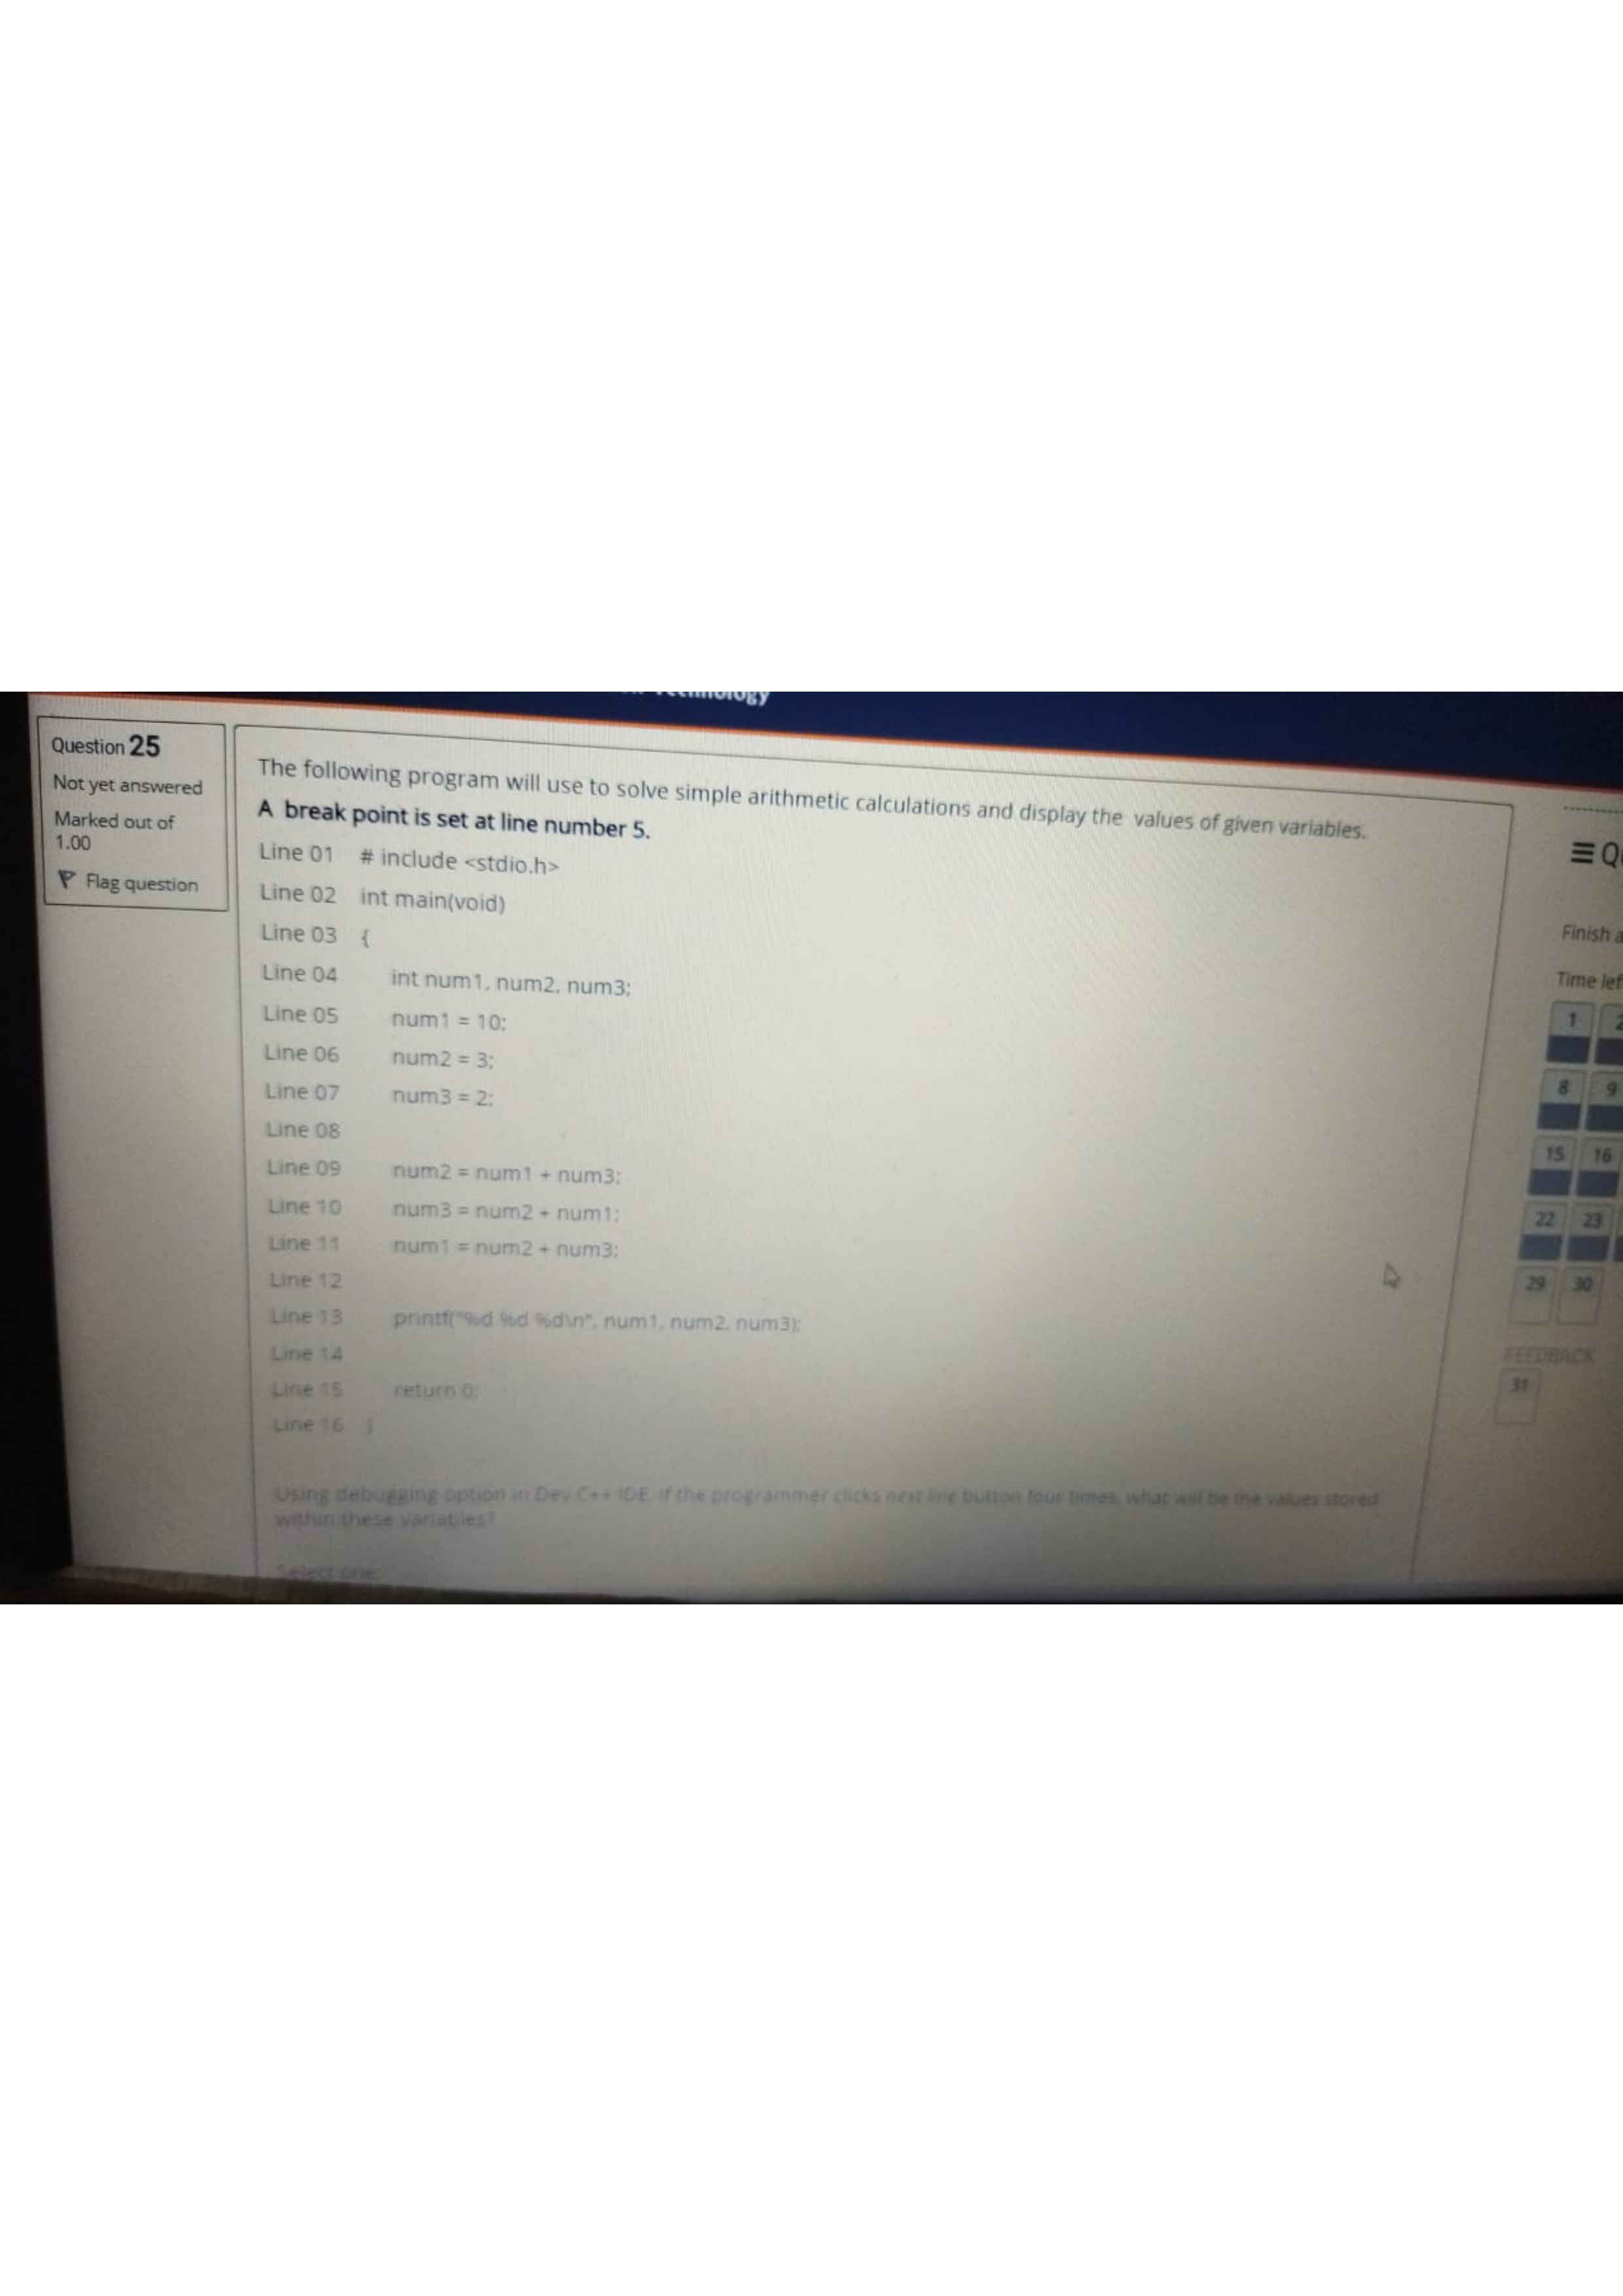 Technology
Question 25
Not yet answered
Marked out of
1.00
Flag question
The following program will use to solve simple arithmetic calculations and display the values of given variables.
A break point is set at line number 5.
Line 01 # include <stdio.h>
Line 02 int main(void)
Line 03 {
Line 04 int num1, num2, num3;
Line 05 num1 = 10;
Line 06 num2 = 3;
Line 07 num3 = 2;
Line 08
Line 09 num2 = num1 + num3;
Line 10 num3 = num2 + num1;
Line 11 num1 = num2 + num3;
Line 12
Line 13 printf("%d %d %d\n", num1, num2, num3);
Line 14
Line 15 return 0;
Line 16 }
Using debugging option in Dev C++ IDE, if the programmer clicks next line button four times, what will be the values stored
within these variables?
Select one:
Finish
Time
1 2
8 9
15 16
22 23
29 30
FEEDBACK
31